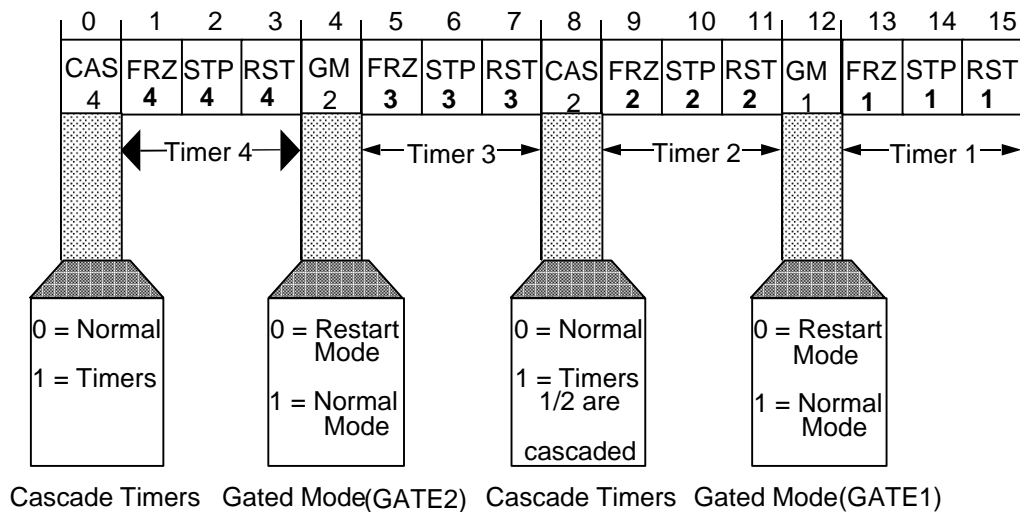 0 1 2 3 4 5 6 7 8 9 10 11 12 13 14 15
CAS FRZ STP RST GM FRZ STP RST CAS FRZ STP RST GM FRZ STP RST
4 4 4 4 2 3 3 3 2 2 2 2 1 1 1 1
Timer 4 Timer 3 Timer 2 Timer 1
0 = Normal
1 = Timers
0 = Restart
Mode
1 = Normal
Mode
0 = Normal
1 = Timers
1/2 are
cascaded
0 = Restart
Mode
1 = Normal
Mode
Cascade Timers Gated Mode(GATE2) Cascade Timers Gated Mode(GATE1)